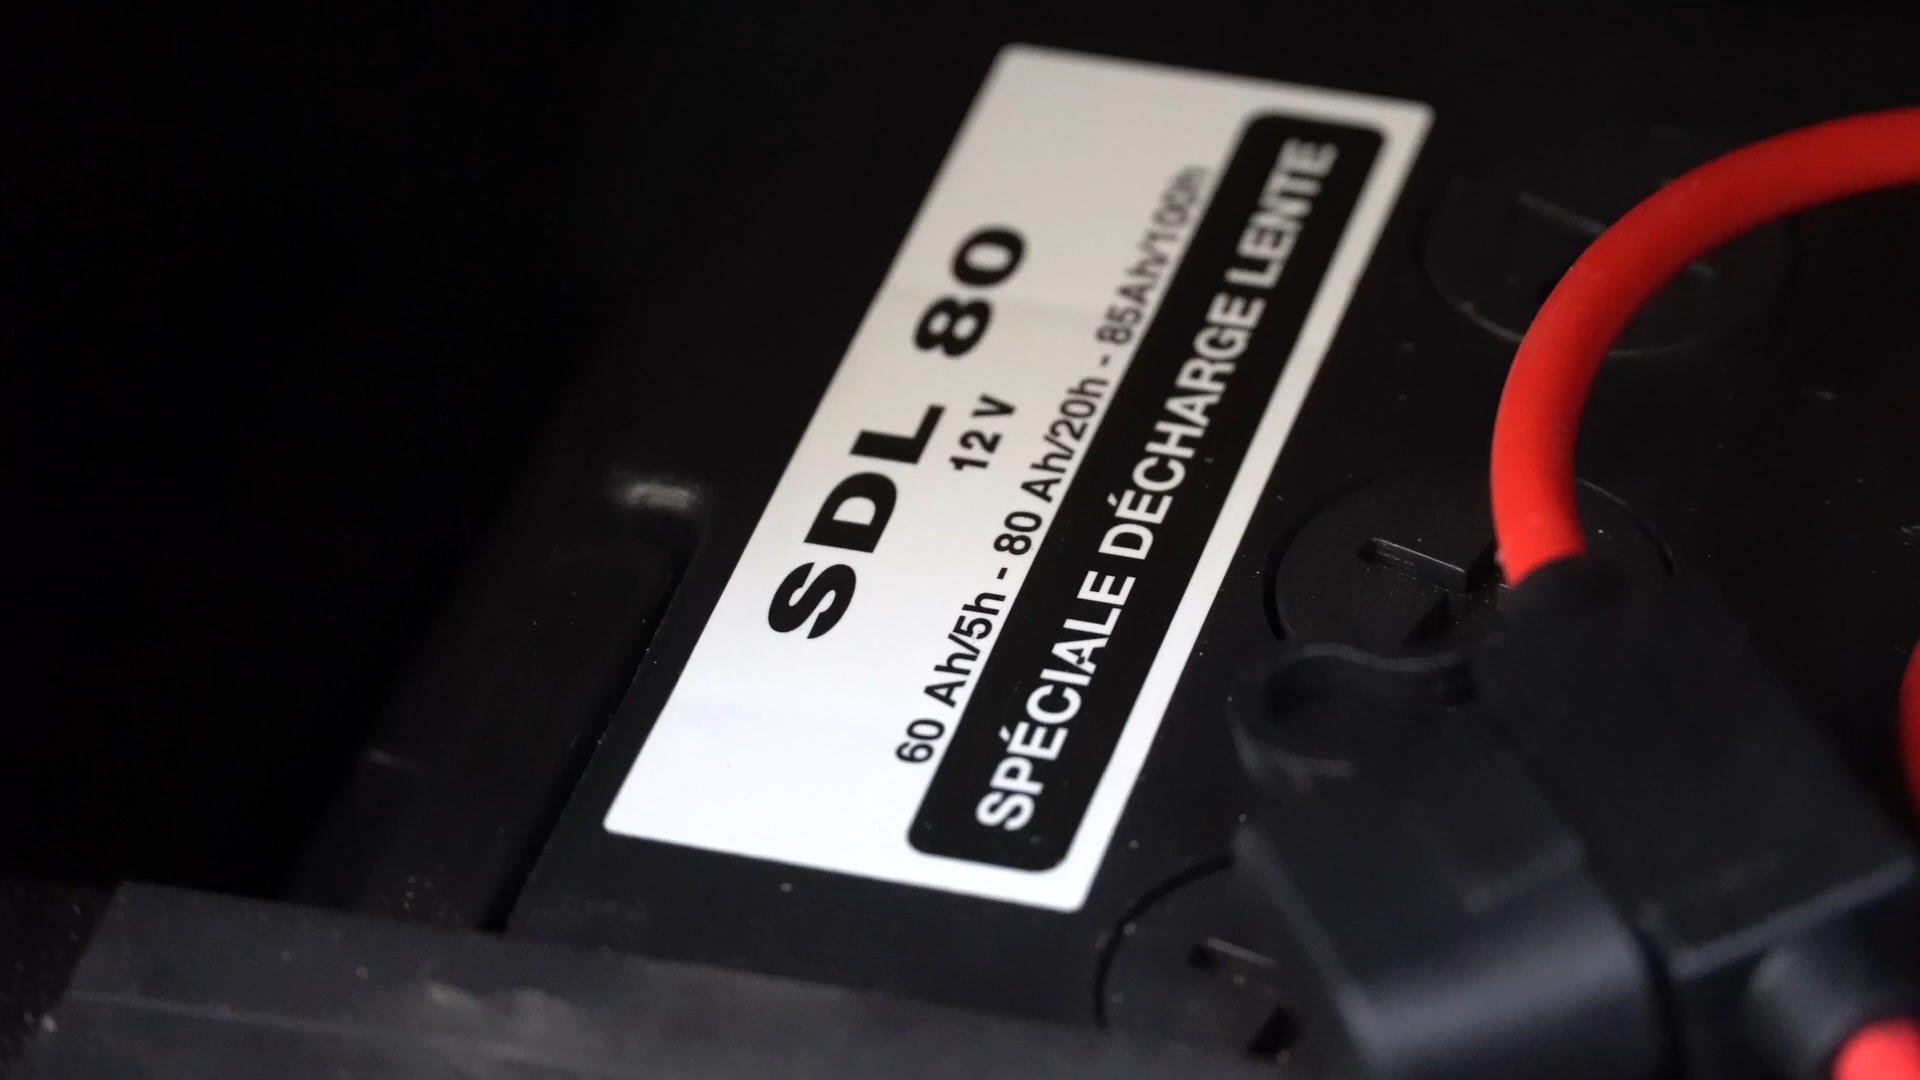 SDL 80
12 V
60 Ah/5h - 80 Ah/20h - 85Ah/100h
SPÉCIALE DÉCHARGE LENTE